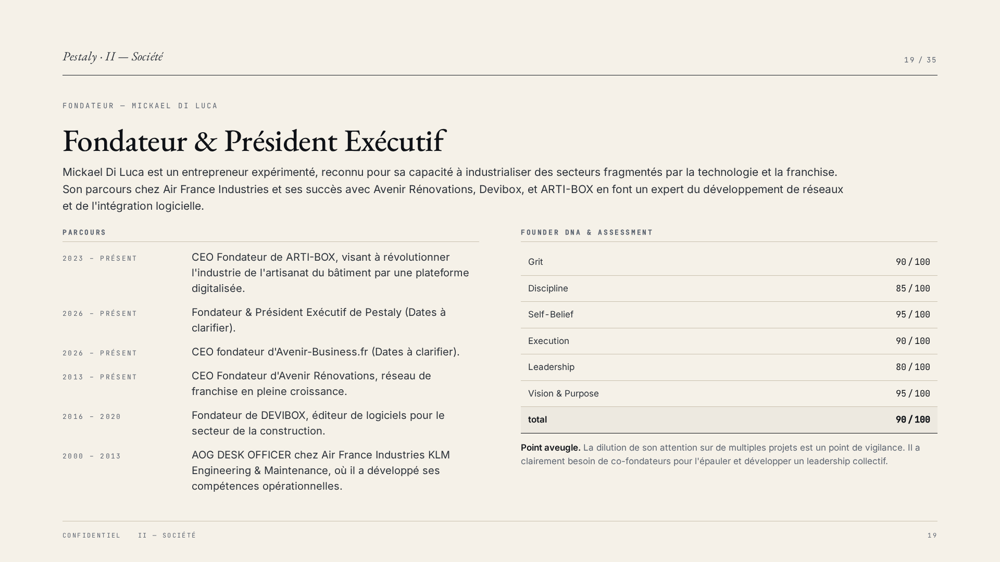 Pestaly · II — Société
19 / 35
FONDATEUR — MICKAEL DI LUCA
Fondateur & Président Exécutif
Mickael Di Luca est un entrepreneur expérimenté, reconnu pour sa capacité à industrialiser des secteurs fragmentés par la technologie et la franchise.
Son parcours chez Air France Industries et ses succès avec Avenir Rénovations, Devibox, et ARTI-BOX en font un expert du développement de réseaux
et de l'intégration logicielle.
PARCOURS
2023 – PRÉSENT
CEO Fondateur de ARTI-BOX, visant à révolutionner
l'industrie de l'artisanat du bâtiment par une plateforme
digitalisée.
2026 – PRÉSENT
Fondateur & Président Exécutif de Pestaly (Dates à
clarifier).
2026 – PRÉSENT
CEO fondateur d'Avenir-Business.fr (Dates à clarifier).
2013 – PRÉSENT
CEO Fondateur d'Avenir Rénovations, réseau de
franchise en pleine croissance.
2016 – 2020
Fondateur de DEVIBOX, éditeur de logiciels pour le
secteur de la construction.
2000 – 2013
AOG DESK OFFICER chez Air France Industries KLM
Engineering & Maintenance, où il a développé ses
compétences opérationnelles.
FOUNDER DNA & ASSESSMENT
Grit 90 / 100
Discipline 85 / 100
Self-Belief 95 / 100
Execution 90 / 100
Leadership 80 / 100
Vision & Purpose 95 / 100
total 90 / 100
Point aveugle. La dilution de son attention sur de multiples projets est un point de vigilance. Il a
clairement besoin de co-fondateurs pour l'épauler et développer un leadership collectif.
CONFIDENTIEL II — SOCIÉTÉ
19